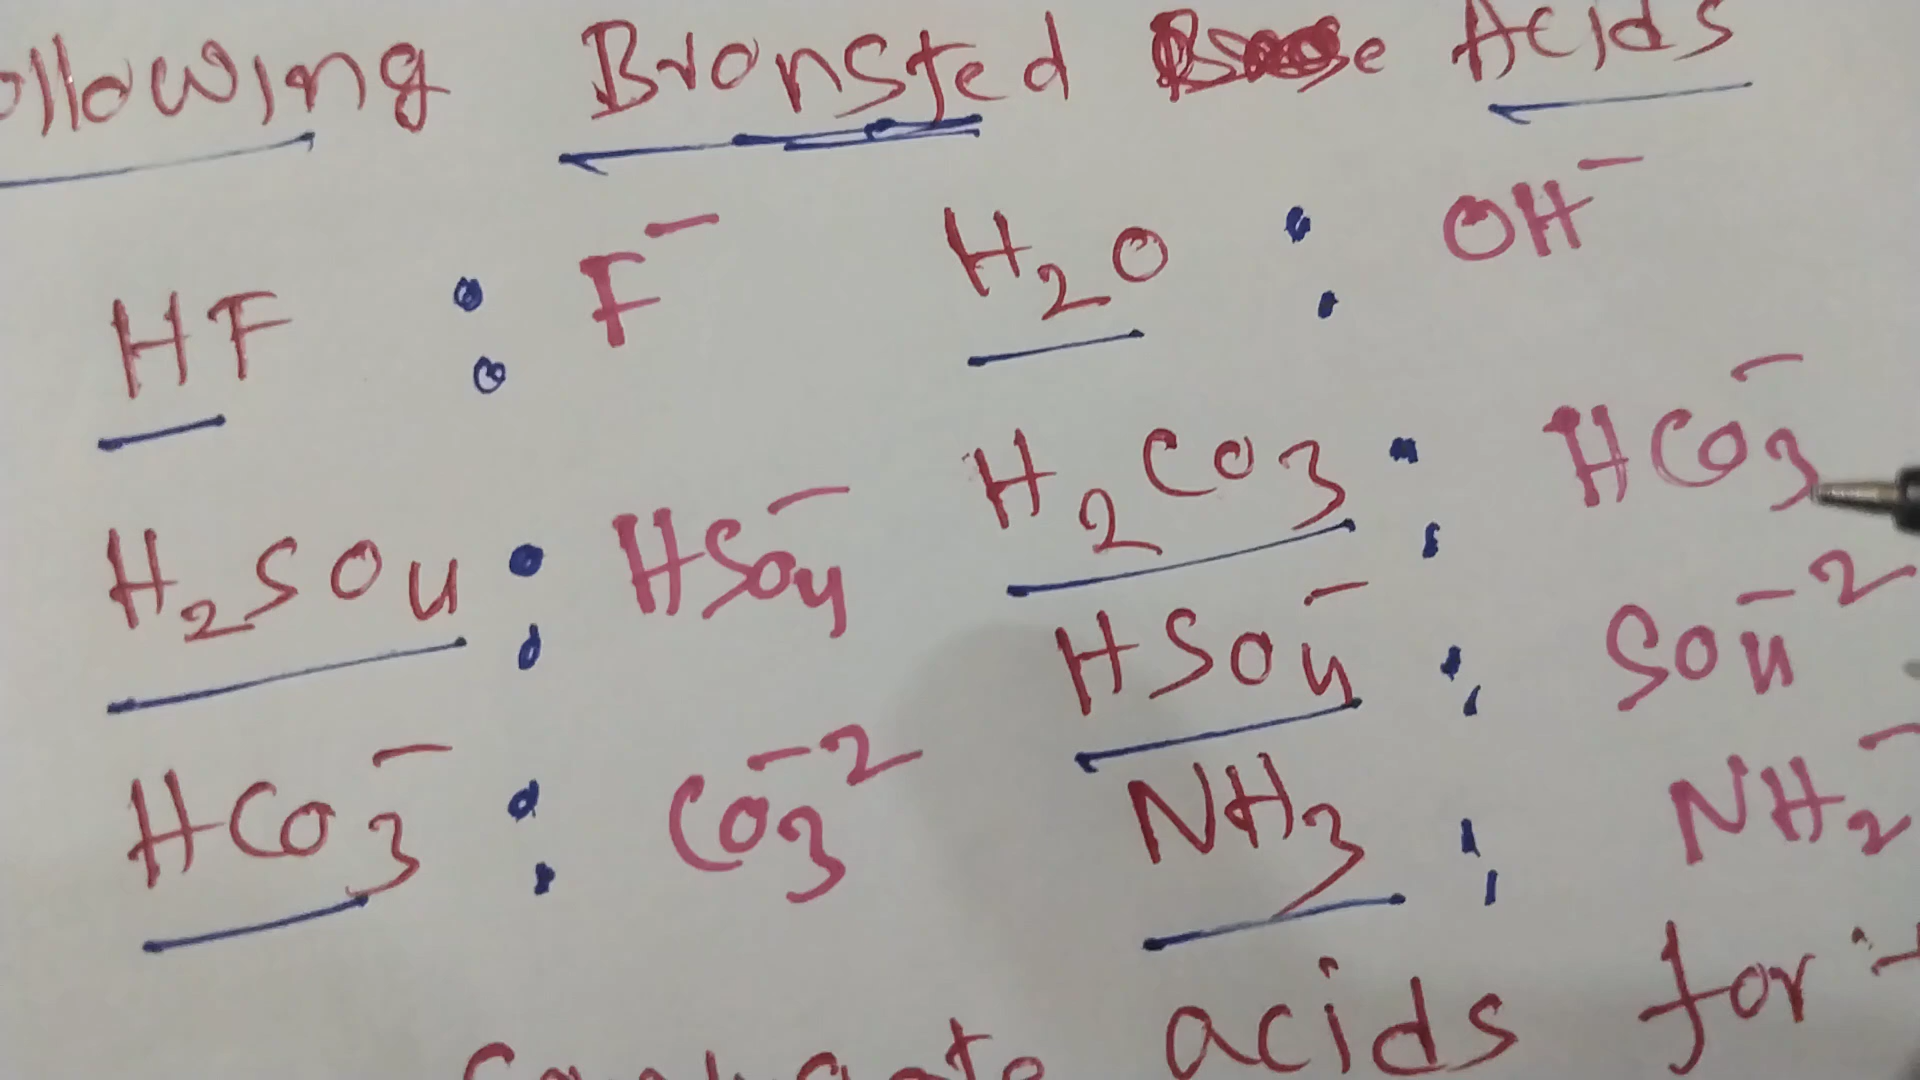 ollowing Bronsted Acids
HF : F⁻ H₂O : OH⁻
H₂SO₄ : HSO₄⁻ H₂CO₃ : HCO₃⁻
HCO₃⁻ : CO₃⁻² HSO₄⁻ : SO₄⁻²
NH₃ : NH₂⁻
acids for